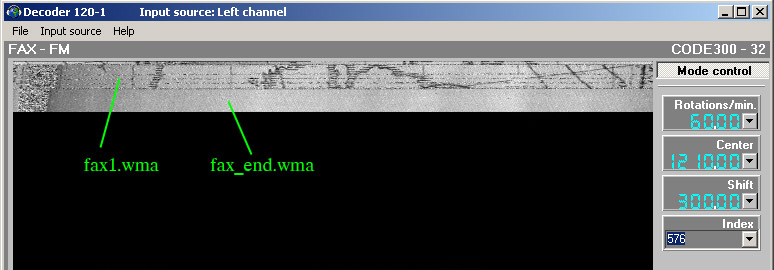 Decoder 120-1 Input source: Left channel
File Input source Help
FAX - FM CODE300 - 32
Mode control
Rotations/min.
60.00
Center
1210.00
Shift
300.00
Index
576
fax1.wma fax_end.wma